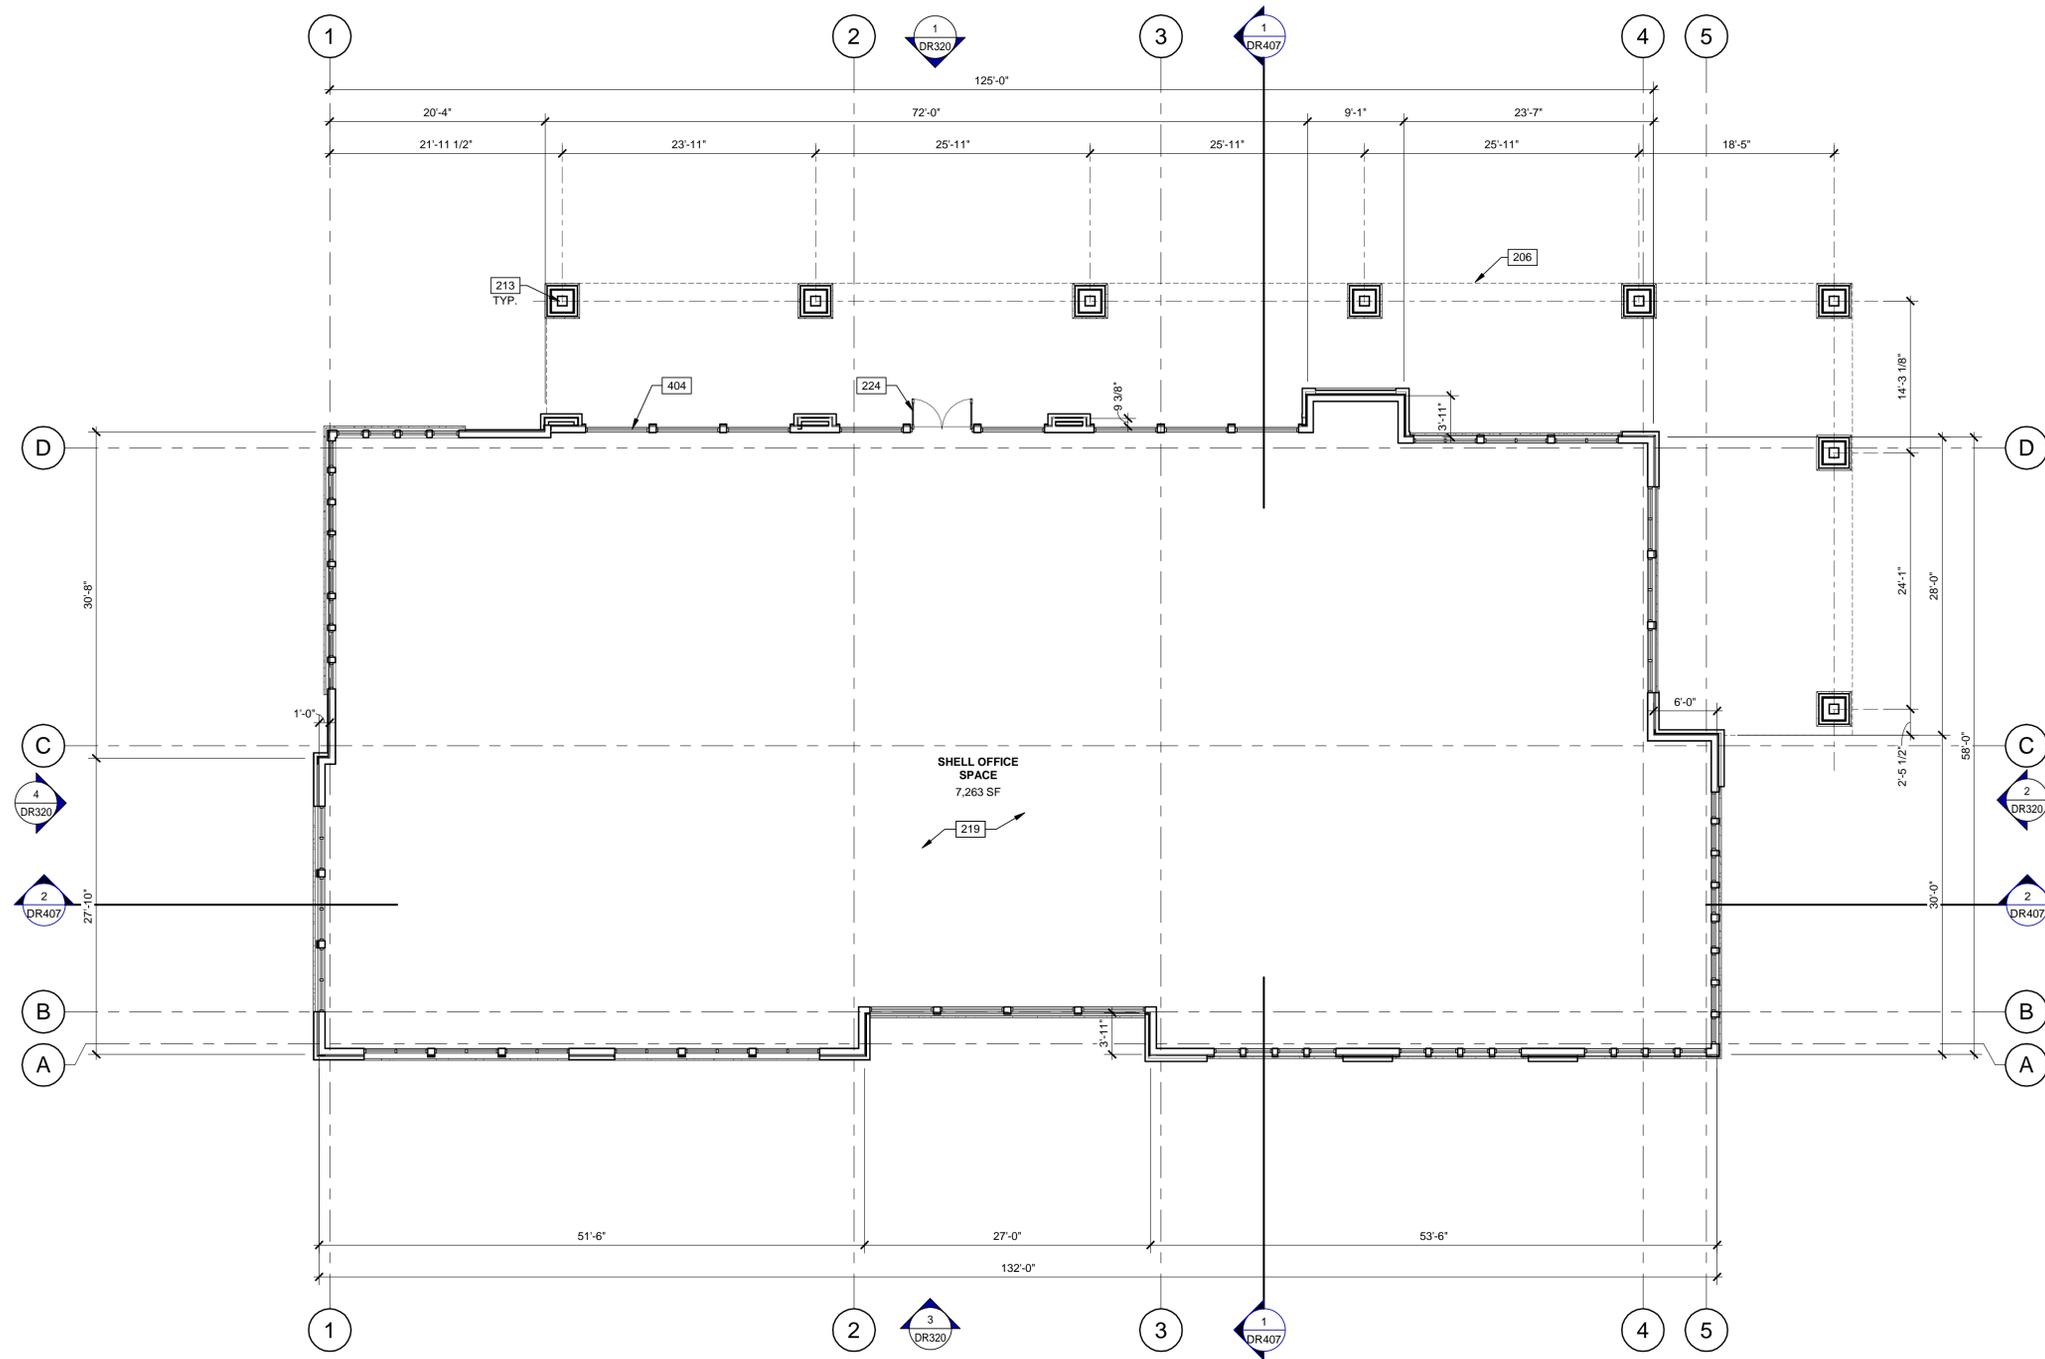 1
2
3
4
5
1
DR320
1
DR407
125'-0"
20'-4"
72'-0"
9'-1"
23'-7"
21'-11 1/2"
23'-11"
25'-11"
25'-11"
25'-11"
18'-5"
206
213
TYP.
404
224
9 3/8"
3'-11"
14'-3 1/8"
D
D
30'-8"
24'-1"
28'-0"
1'-0"
6'-0"
C
C
2'-5 1/2"
58'-0"
SHELL OFFICE
SPACE
7,263 SF
219
4
DR320
2
DR320
2
DR407
2
DR407
27'-10"
30'-0"
B
B
3'-11"
A
A
51'-6"
27'-0"
53'-6"
132'-0"
1
2
3
DR320
3
1
DR407
4
5